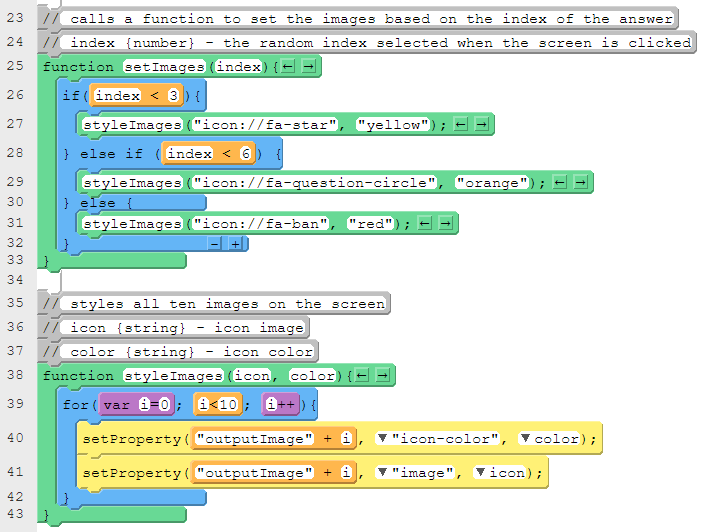 23 // calls a function to set the images based on the index of the answer
24 // index {number} - the random index selected when the screen is clicked
25 function setImages(index){ ← →
26 if(index < 3){
27 styleImages("icon://fa-star", "yellow"); ← →
28 } else if (index < 6) {
29 styleImages("icon://fa-question-circle", "orange"); ← →
30 } else {
31 styleImages("icon://fa-ban", "red"); ← →
32 } - +
33 }
34
35 // styles all ten images on the screen
36 // icon {string} - icon image
37 // color {string} - icon color
38 function styleImages(icon, color){ ← →
39 for(var i=0; i<10; i++){
40 setProperty("outputImage" + i, ▼"icon-color", ▼color);
41 setProperty("outputImage" + i, ▼"image", ▼icon);
42 }
43 }